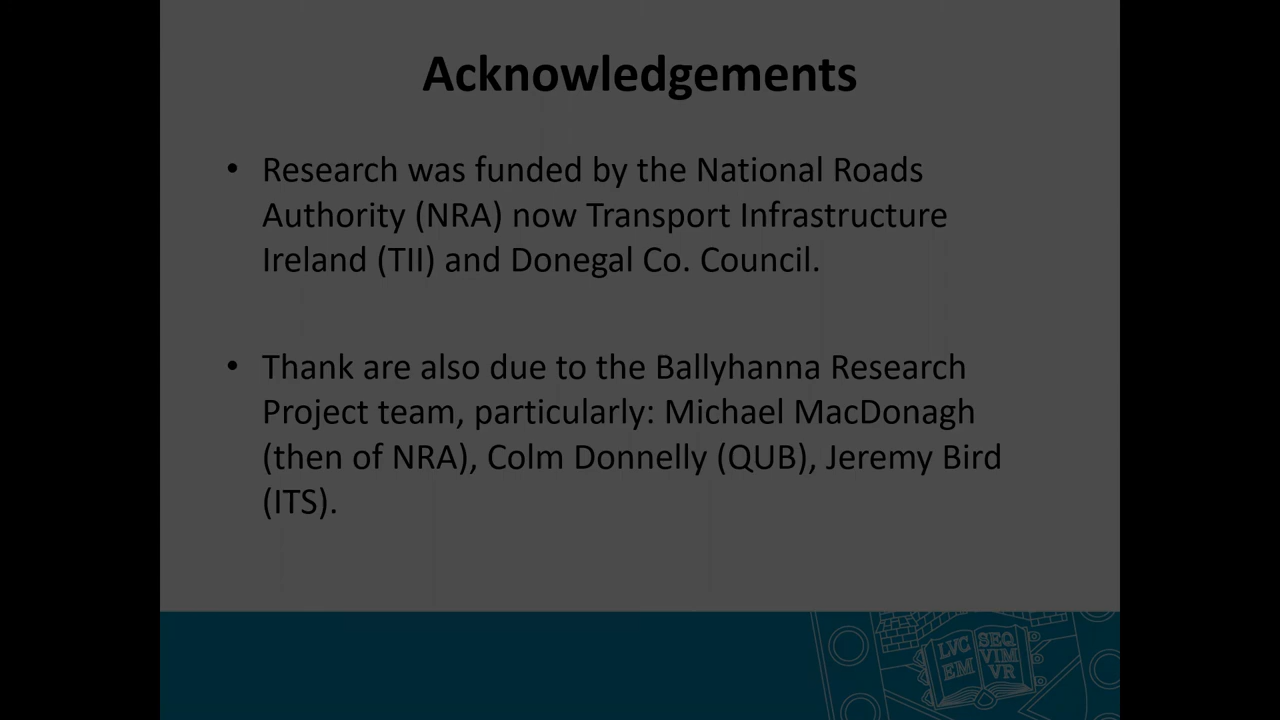 Acknowledgements
• Research was funded by the National Roads
Authority (NRA) now Transport Infrastructure
Ireland (TII) and Donegal Co. Council.
• Thank are also due to the Ballyhanna Research
Project team, particularly: Michael MacDonagh
(then of NRA), Colm Donnelly (QUB), Jeremy Bird
(ITS).
LVC SEQ
EM VIM
VR